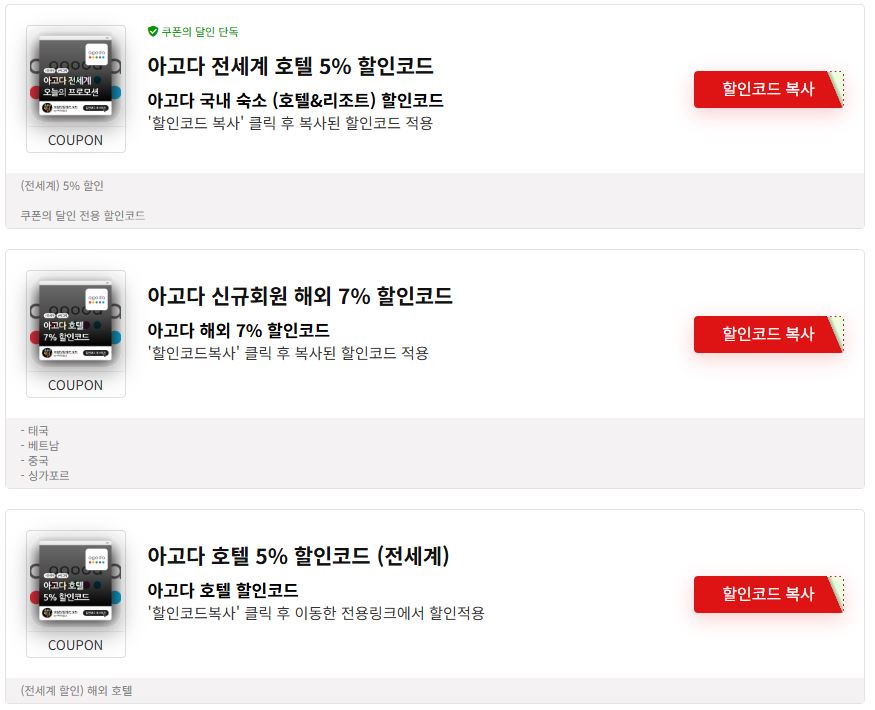 쿠폰의 달인 단독
아고다 전세계 호텔 5% 할인코드
아고다 국내 숙소 (호텔&리조트) 할인코드
'할인코드 복사' 클릭 후 복사된 할인코드 적용
할인코드 복사
agoda
아고다 전세계
오늘의 프로모션
COUPON
(전세계) 5% 할인
쿠폰의 달인 전용 할인코드
아고다 신규회원 해외 7% 할인코드
아고다 해외 7% 할인코드
'할인코드복사' 클릭 후 복사된 할인코드 적용
할인코드 복사
agoda
아고다 호텔
7% 할인코드
COUPON
- 태국
- 베트남
- 중국
- 싱가포르
아고다 호텔 5% 할인코드 (전세계)
아고다 호텔 할인코드
'할인코드복사' 클릭 후 이동한 전용링크에서 할인적용
할인코드 복사
agoda
아고다 호텔
5% 할인코드
COUPON
(전세계 할인) 해외 호텔